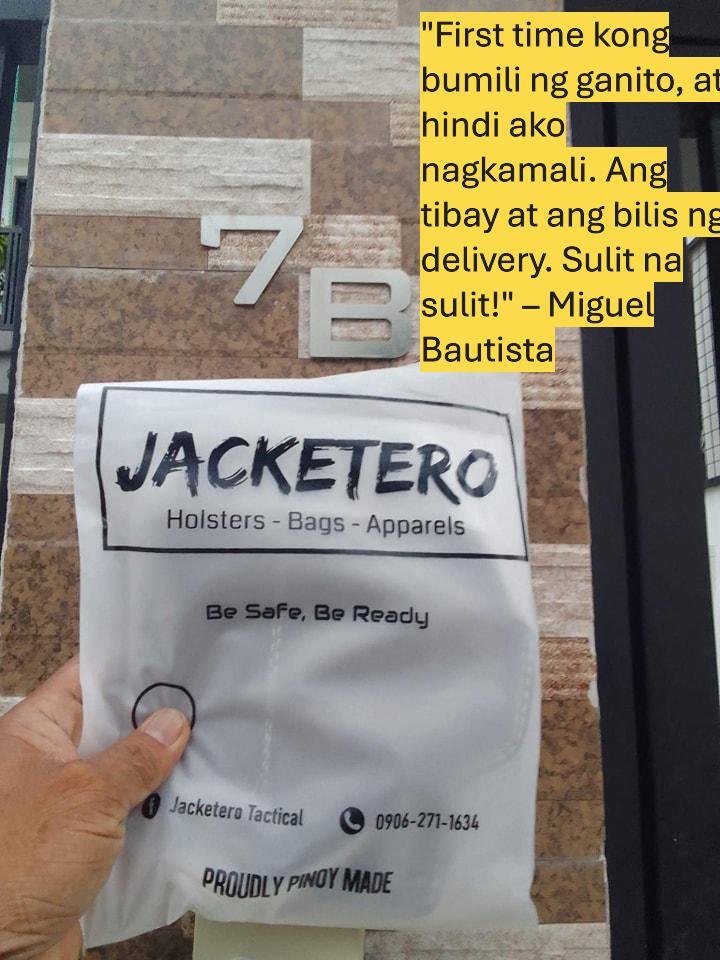 "First time kong
bumili ng ganito, at
hindi ako
nagkamali. Ang
tibay at ang bilis ng
delivery. Sulit na
sulit!" – Miguel
Bautista
7
B
JACKETERO
Holsters - Bags - Apparels
Be Safe, Be Ready
Jacketero Tactical
0906-271-1634
PROUDLY PINOY MADE